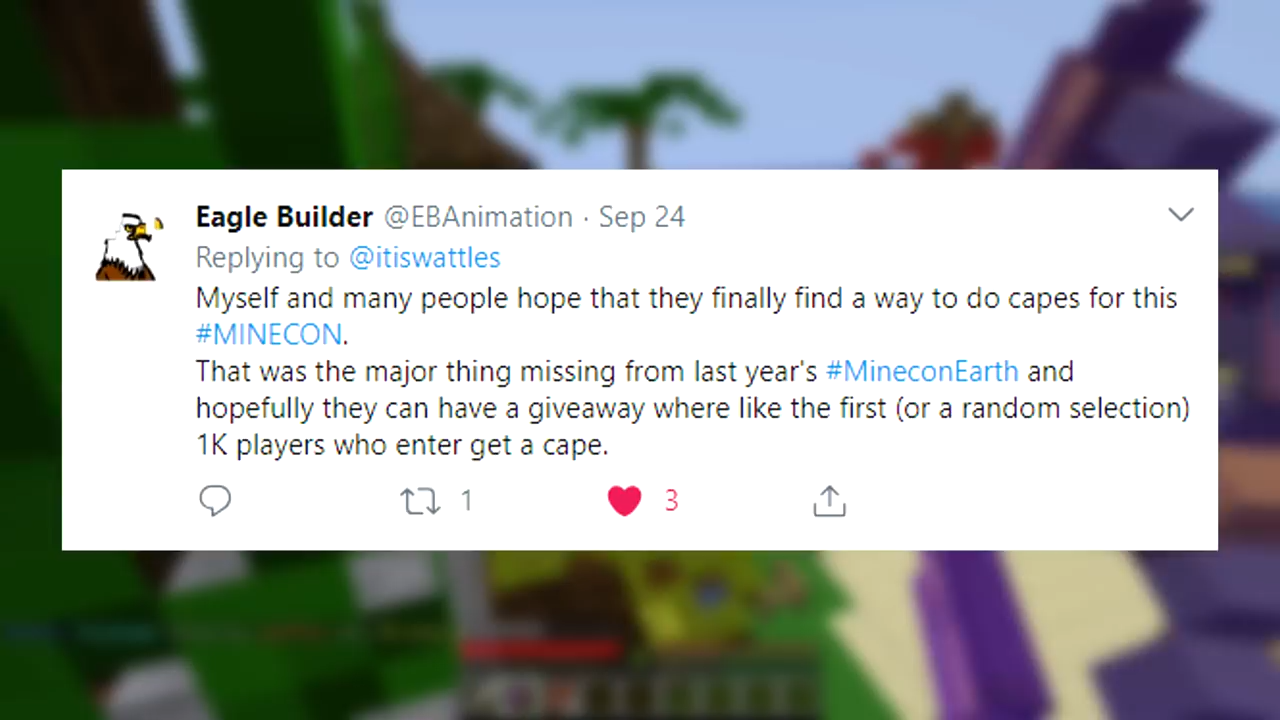 Eagle Builder @EBAnimation · Sep 24
Replying to @itiswattles
Myself and many people hope that they finally find a way to do capes for this
#MINECON.
That was the major thing missing from last year's #MineconEarth and
hopefully they can have a giveaway where like the first (or a random selection)
1K players who enter get a cape.
1 3